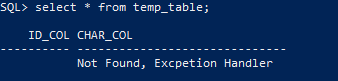 SQL> select * from temp_table;
ID_COL CHAR_COL
---------- ------------------------------
Not Found, Excpetion Handler